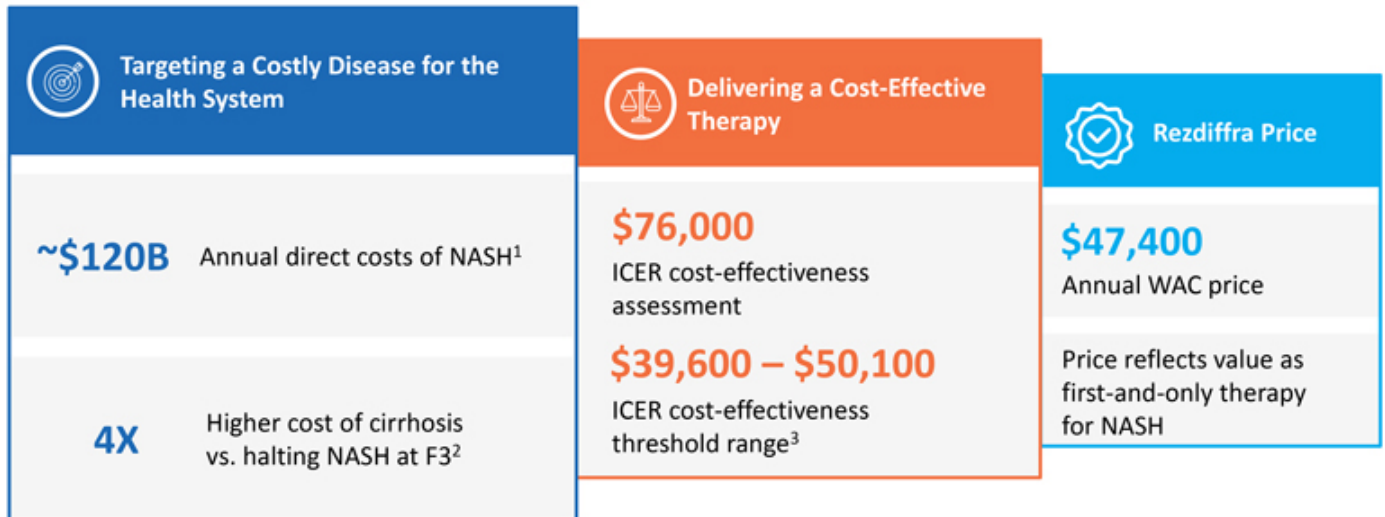 Targeting a Costly Disease for the
Health System
~$120B
Annual direct costs of NASH¹
4X
Higher cost of cirrhosis
vs. halting NASH at F3²
Delivering a Cost-Effective
Therapy
$76,000
ICER cost-effectiveness
assessment
$39,600 – $50,100
ICER cost-effectiveness
threshold range³
Rezdiffra Price
$47,400
Annual WAC price
Price reflects value as
first-and-only therapy
for NASH